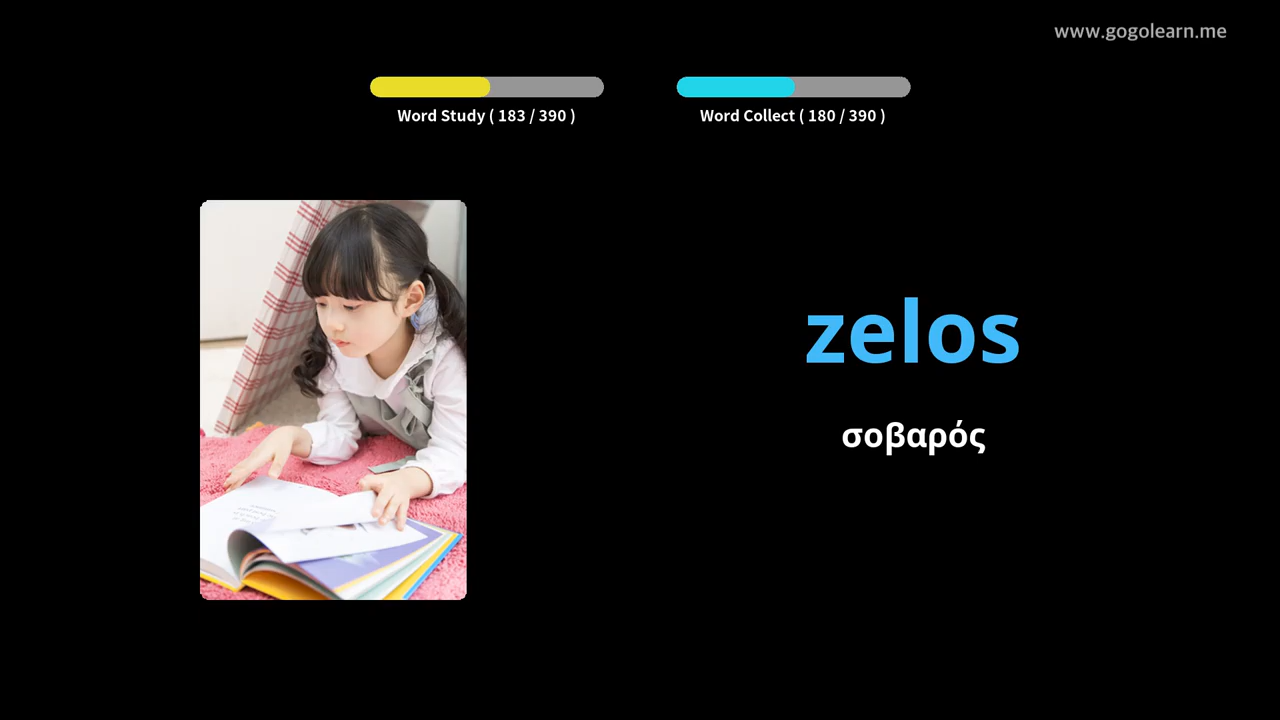 www.gogolearn.me
Word Study ( 183 / 390 )
Word Collect ( 180 / 390 )
zelos
σοβαρός